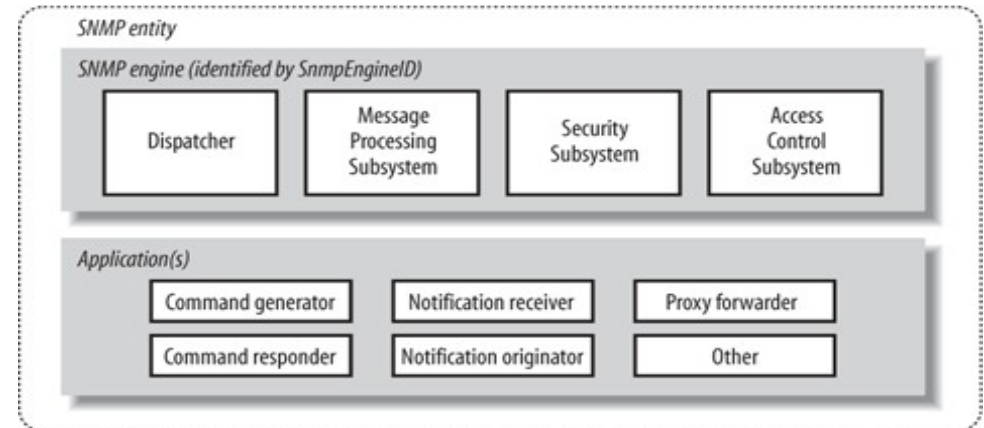 SNMP entity
SNMP engine (identified by SnmpEngineID)
Dispatcher
Message
Processing
Subsystem
Security
Subsystem
Access
Control
Subsystem
Application(s)
Command generator
Notification receiver
Proxy forwarder
Command responder
Notification originator
Other